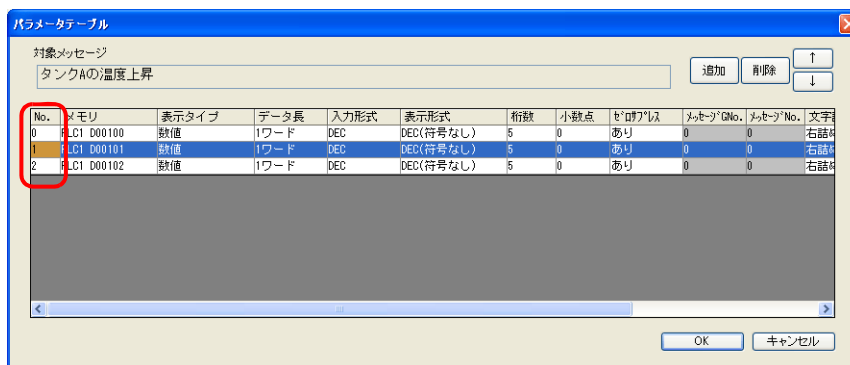 パラメータテーブル
対象メッセージ
タンクAの温度上昇
追加 削除 ↑
↓
No. メモリ 表示タイプ データ長 入力形式 表示形式 桁数 小数点 ゼロサプレス メッセージGNo. メッセージNo.
0 PLC1 D00100 数値 1ワード DEC DEC(符号なし) 5 0 あり 0 0 右詰め
1 PLC1 D00101 数値 1ワード DEC DEC(符号なし) 5 0 あり 0 0 右詰め
2 PLC1 D00102 数値 1ワード DEC DEC(符号なし) 5 0 あり 0 0 右詰め
OK キャンセル